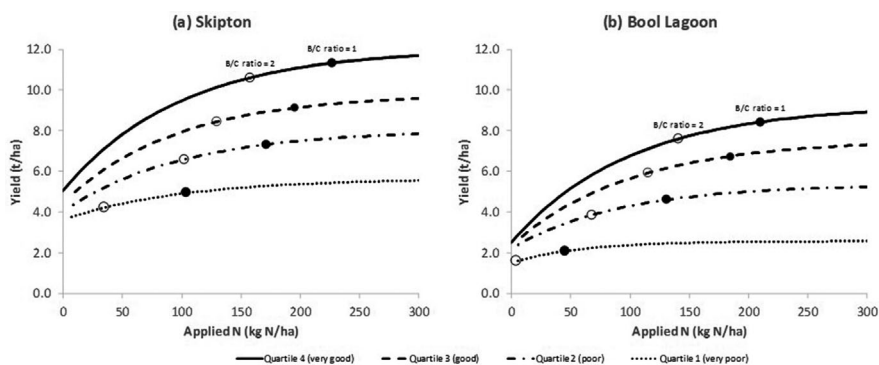 (a) Skipton
Yield (t/ha)
12.0
10.0
8.0
6.0
4.0
2.0
0.0
B/C ratio = 2
B/C ratio = 1
0 50 100 150 200 250 300
Applied N (kg N/ha)
(b) Bool Lagoon
Yield (t/ha)
12.0
10.0
8.0
6.0
4.0
2.0
0.0
B/C ratio = 2
B/C ratio = 1
0 50 100 150 200 250 300
Applied N (kg N/ha)
Quartile 4 (very good) Quartile 3 (good) Quartile 2 (poor) Quartile 1 (very poor)